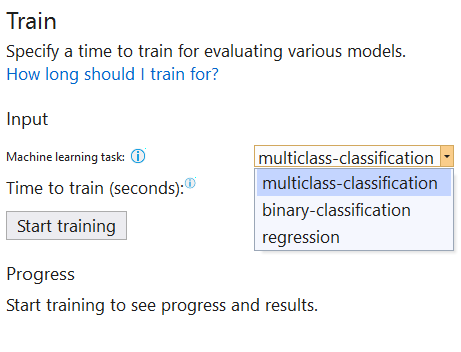 Train
Specify a time to train for evaluating various models.
How long should I train for?
Input
Machine learning task:
multiclass-classification
multiclass-classification
Time to train (seconds):
binary-classification
Start training
regression
Progress
Start training to see progress and results.